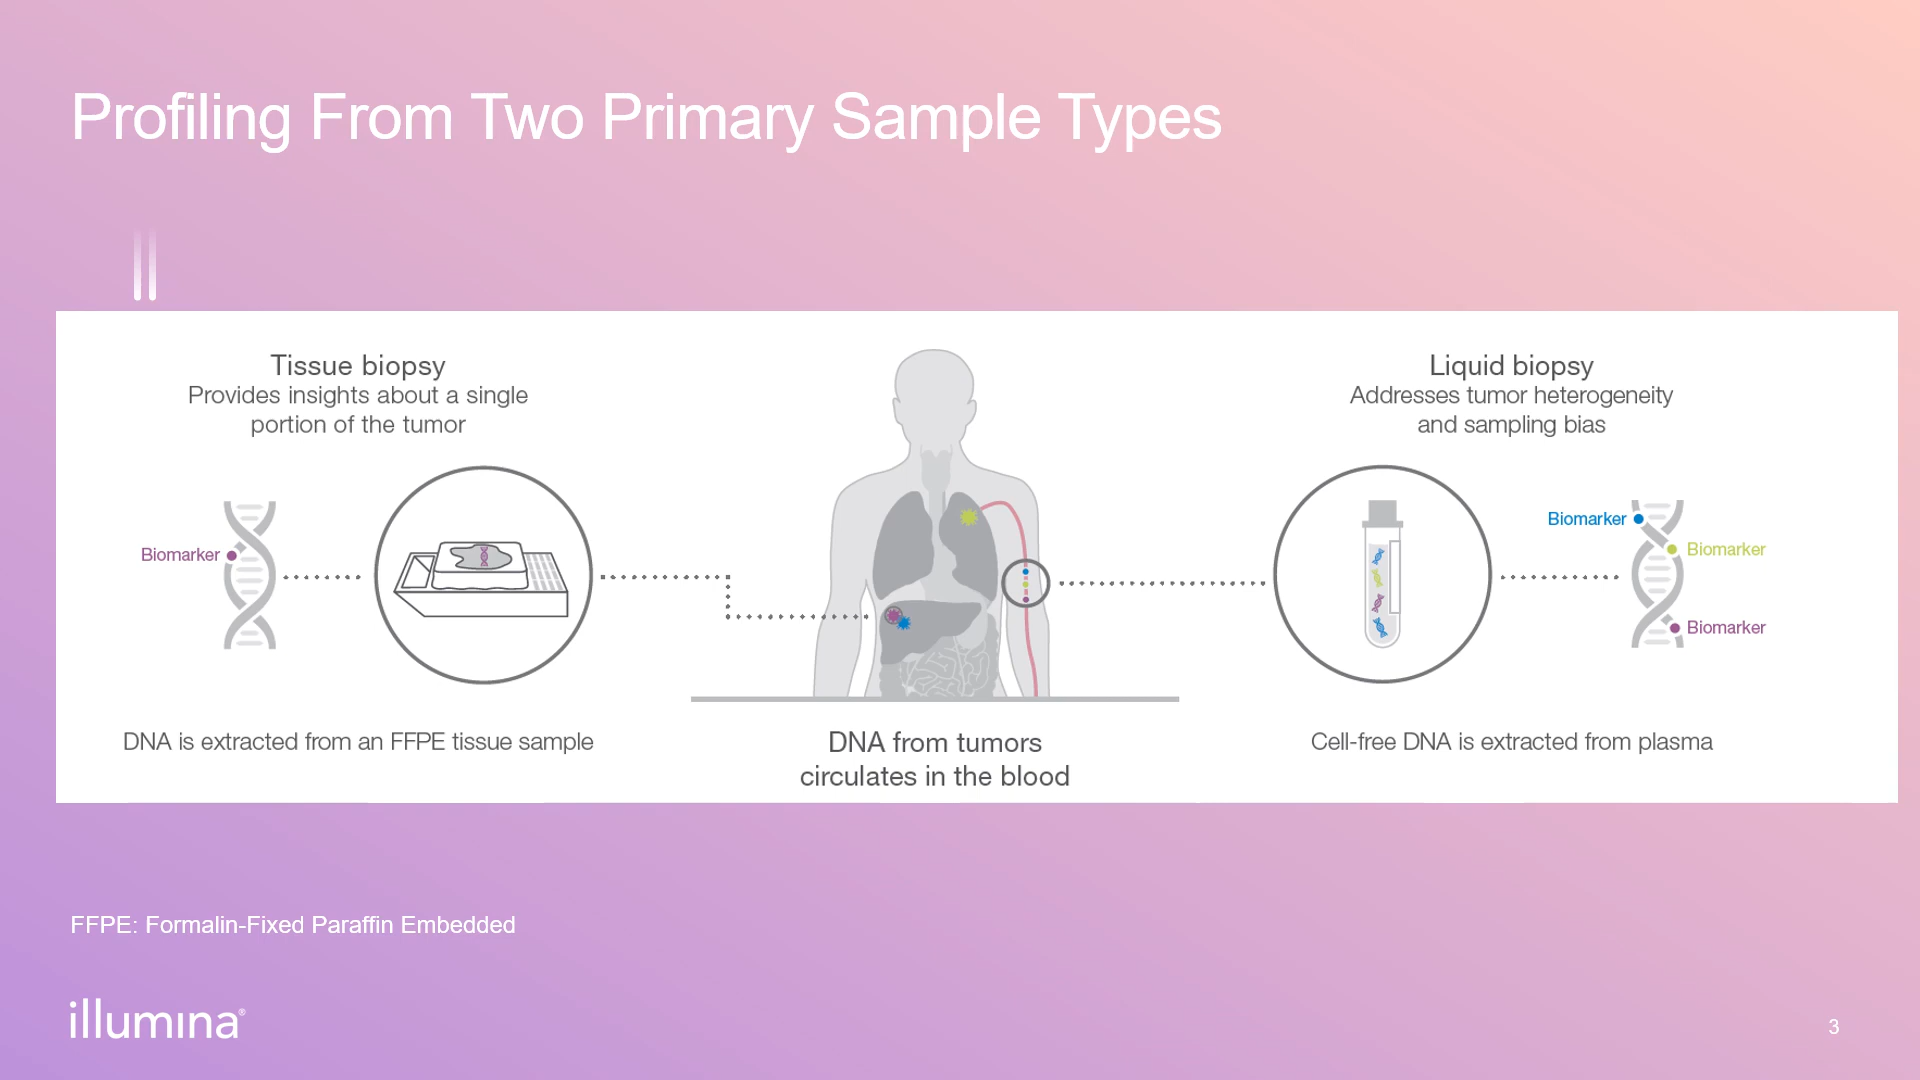 Profiling From Two Primary Sample Types
Tissue biopsy
Provides insights about a single
portion of the tumor
Biomarker
DNA is extracted from an FFPE tissue sample
DNA from tumors
circulates in the blood
Liquid biopsy
Addresses tumor heterogeneity
and sampling bias
Biomarker
Biomarker
Biomarker
Cell-free DNA is extracted from plasma
FFPE: Formalin-Fixed Paraffin Embedded
illumina®
3